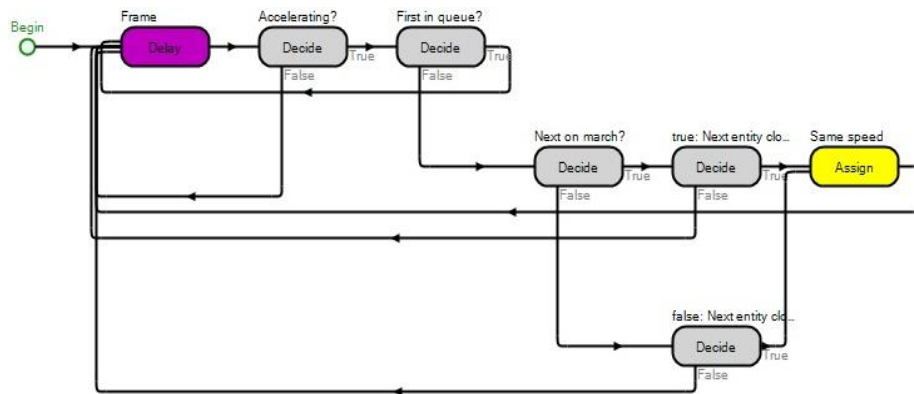 Begin
Frame
Delay
Accelerating?
Decide
True
False
First in queue?
Decide
True
False
Next on march?
Decide
True
False
true: Next entity clo...
Decide
True
False
Same speed
Assign
false: Next entity clo...
Decide
True
False